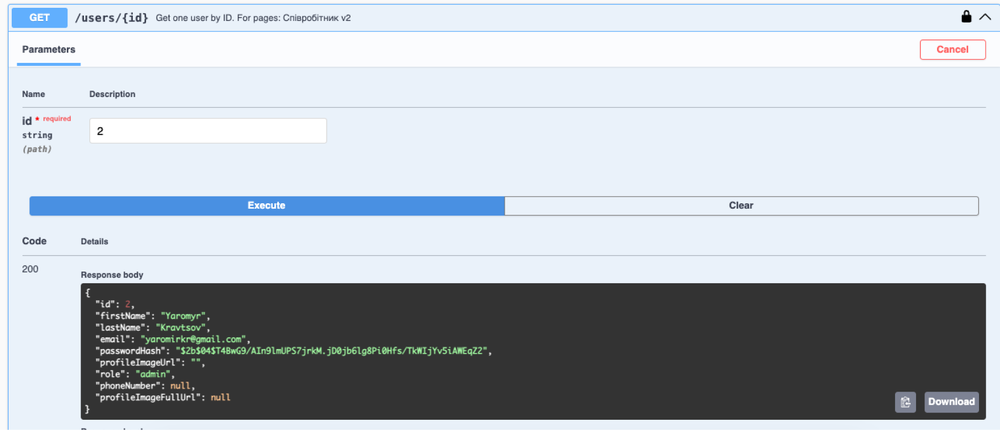 GET /users/{id} Get one user by ID. For pages: Співробітник v2
Parameters
Cancel
Name Description
id * required
string
(path)
2
Execute
Clear
Code Details
200
Response body
{
"id": 2,
"firstName": "Yaromyr",
"lastName": "Kravtsov",
"email": "yaromirkr@gmail.com",
"passwordHash": "$2b$04$T4BwG9/AIn9lmUPS7jrkM.jD0jb6lg8Pi0Hfs/TkWIjYv5iAWEqZ2",
"profileImageUrl": "",
"role": "admin",
"phoneNumber": null,
"profileImageFullUrl": null
}
Download